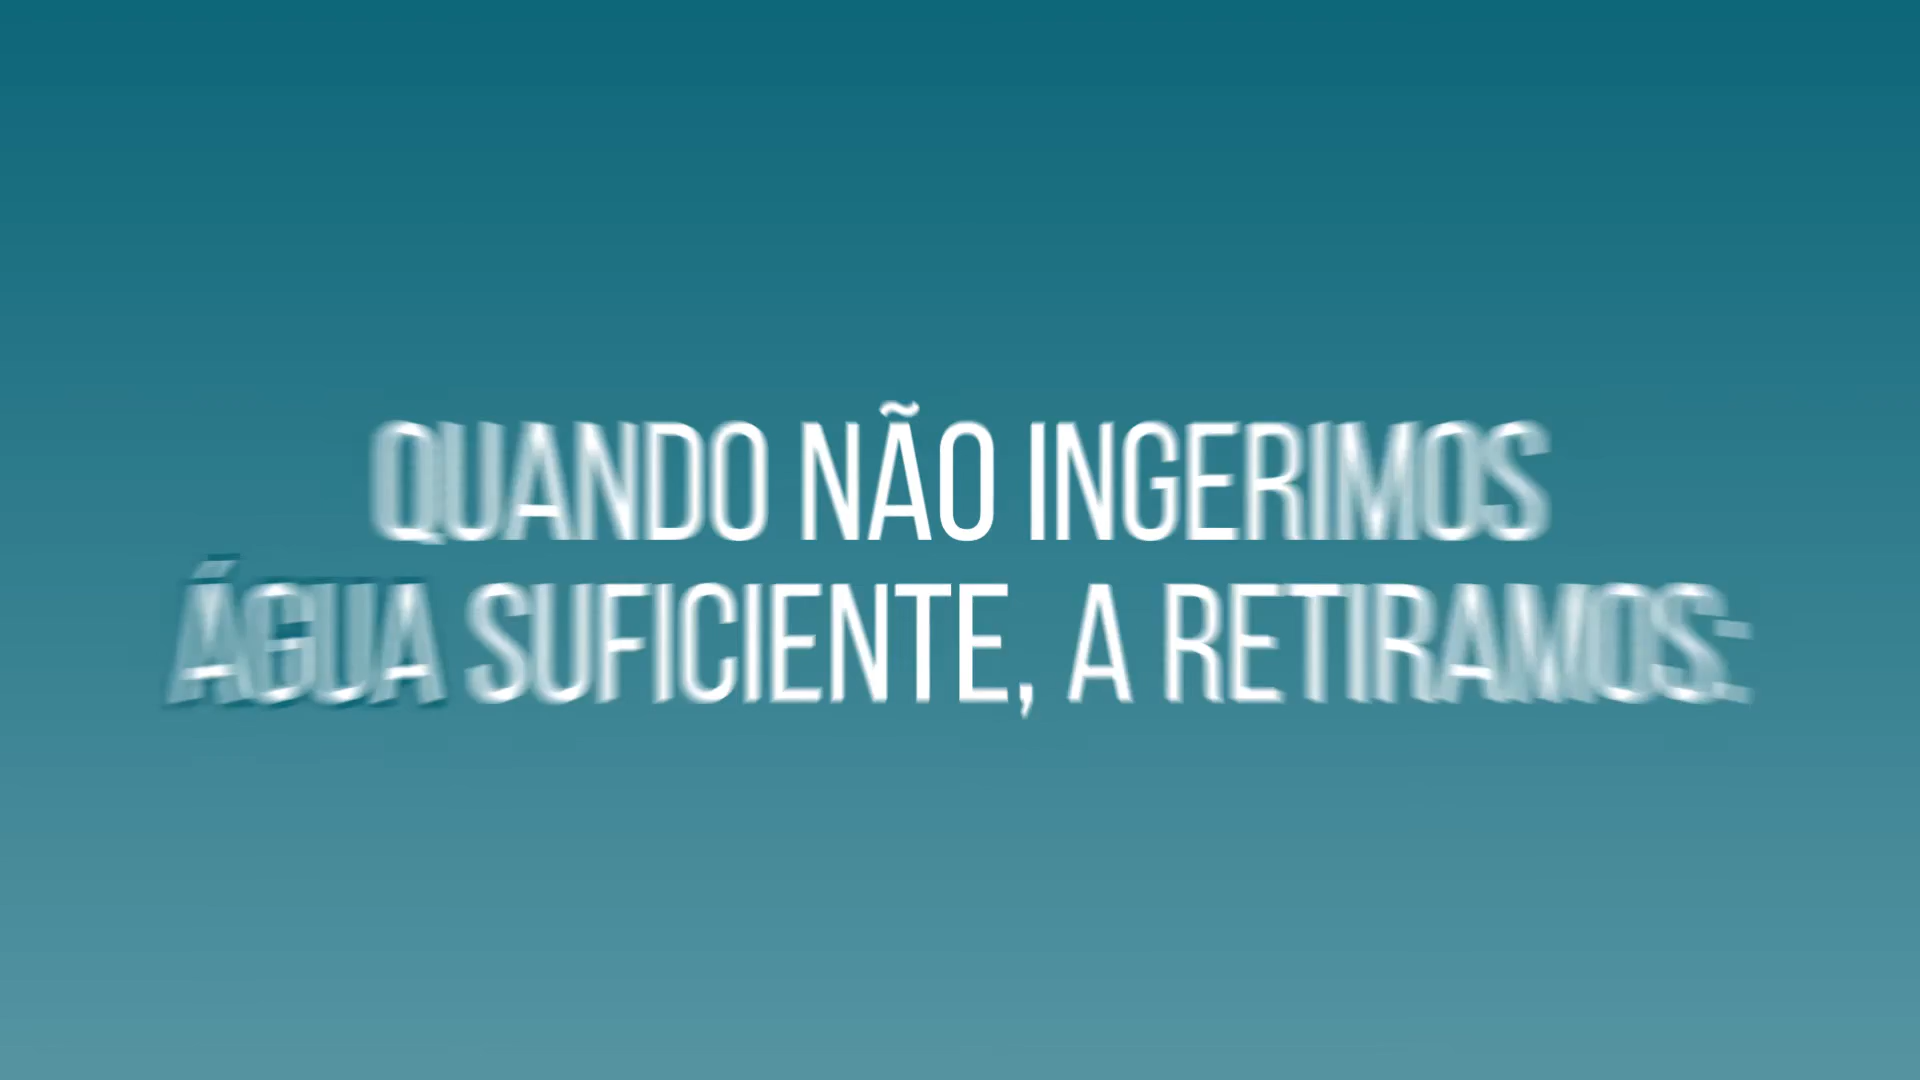 QUANDO NÃO INGERIMOS
ÁGUA SUFICIENTE, A RETIRAMOS: